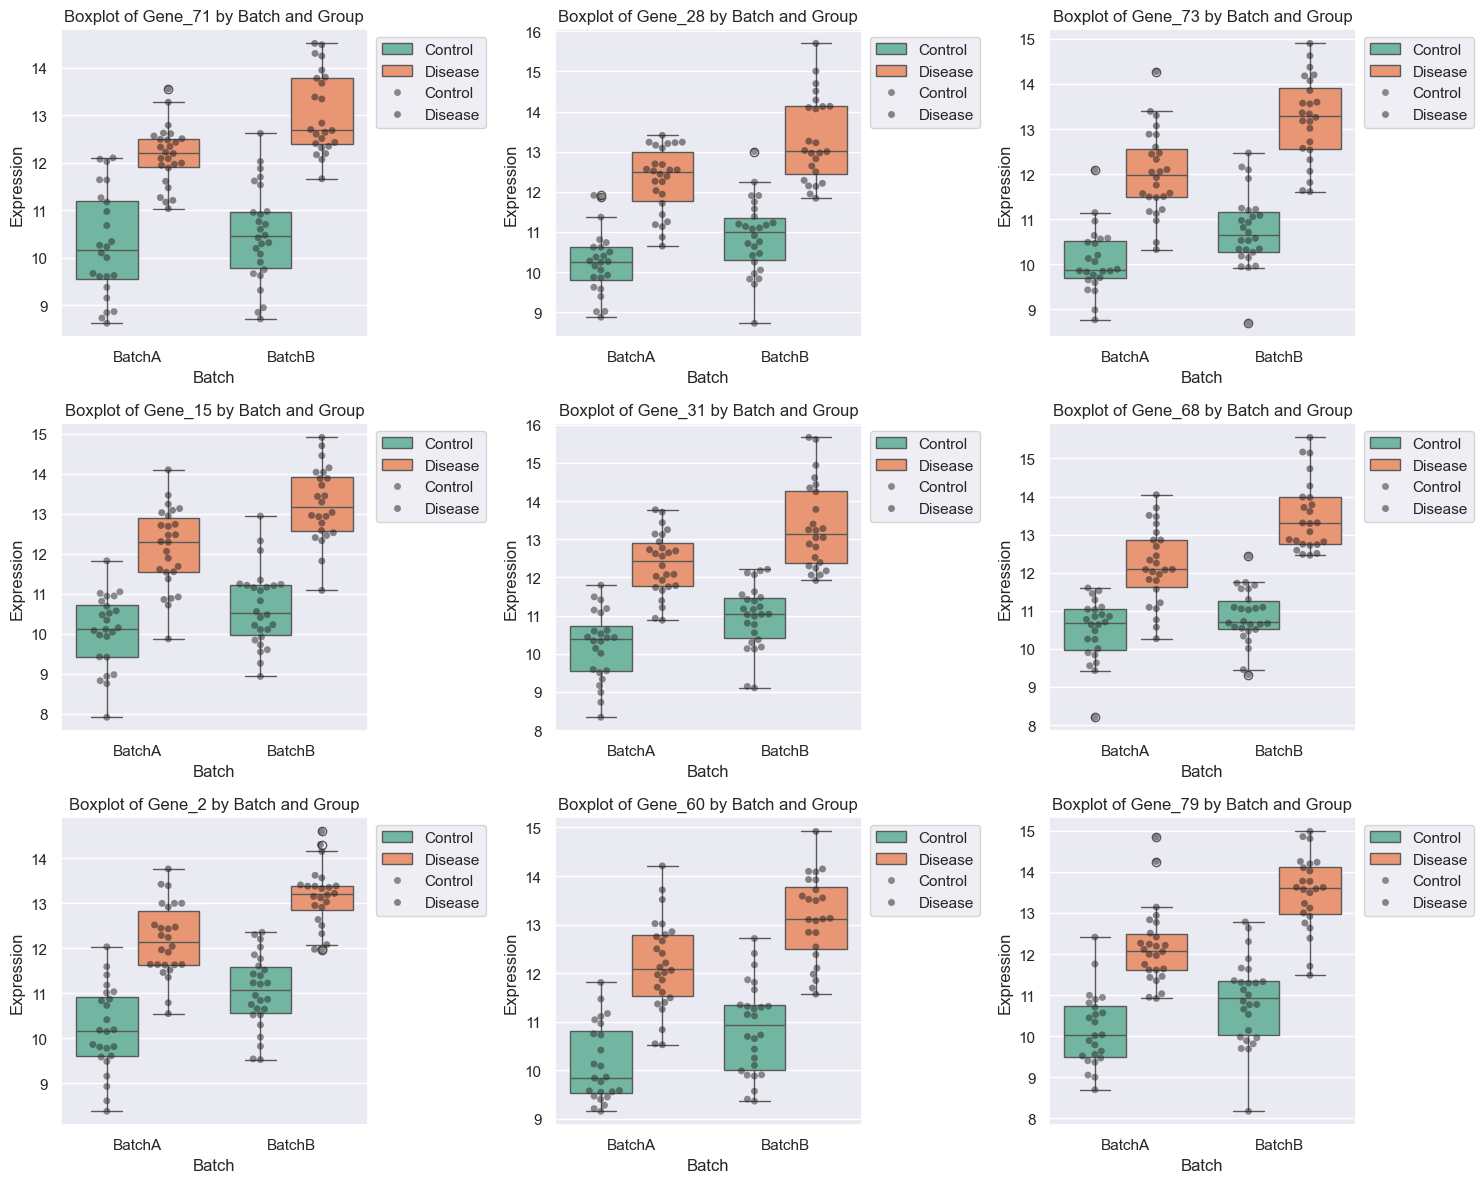 Boxplot of Gene_71 by Batch and Group
Expression
14
13
12
11
10
9
BatchA
BatchB
Batch
Control
Disease
Control
Disease
Boxplot of Gene_28 by Batch and Group
Expression
16
15
14
13
12
11
10
9
BatchA
BatchB
Batch
Control
Disease
Control
Disease
Boxplot of Gene_73 by Batch and Group
Expression
15
14
13
12
11
10
9
BatchA
BatchB
Batch
Control
Disease
Control
Disease
Boxplot of Gene_15 by Batch and Group
Expression
15
14
13
12
11
10
9
8
BatchA
BatchB
Batch
Control
Disease
Control
Disease
Boxplot of Gene_31 by Batch and Group
Expression
16
15
14
13
12
11
10
9
8
BatchA
BatchB
Batch
Control
Disease
Control
Disease
Boxplot of Gene_68 by Batch and Group
Expression
15
14
13
12
11
10
9
8
BatchA
BatchB
Batch
Control
Disease
Control
Disease
Boxplot of Gene_2 by Batch and Group
Expression
14
13
12
11
10
9
BatchA
BatchB
Batch
Control
Disease
Control
Disease
Boxplot of Gene_60 by Batch and Group
Expression
15
14
13
12
11
10
9
BatchA
BatchB
Batch
Control
Disease
Control
Disease
Boxplot of Gene_79 by Batch and Group
Expression
15
14
13
12
11
10
9
8
BatchA
BatchB
Batch
Control
Disease
Control
Disease